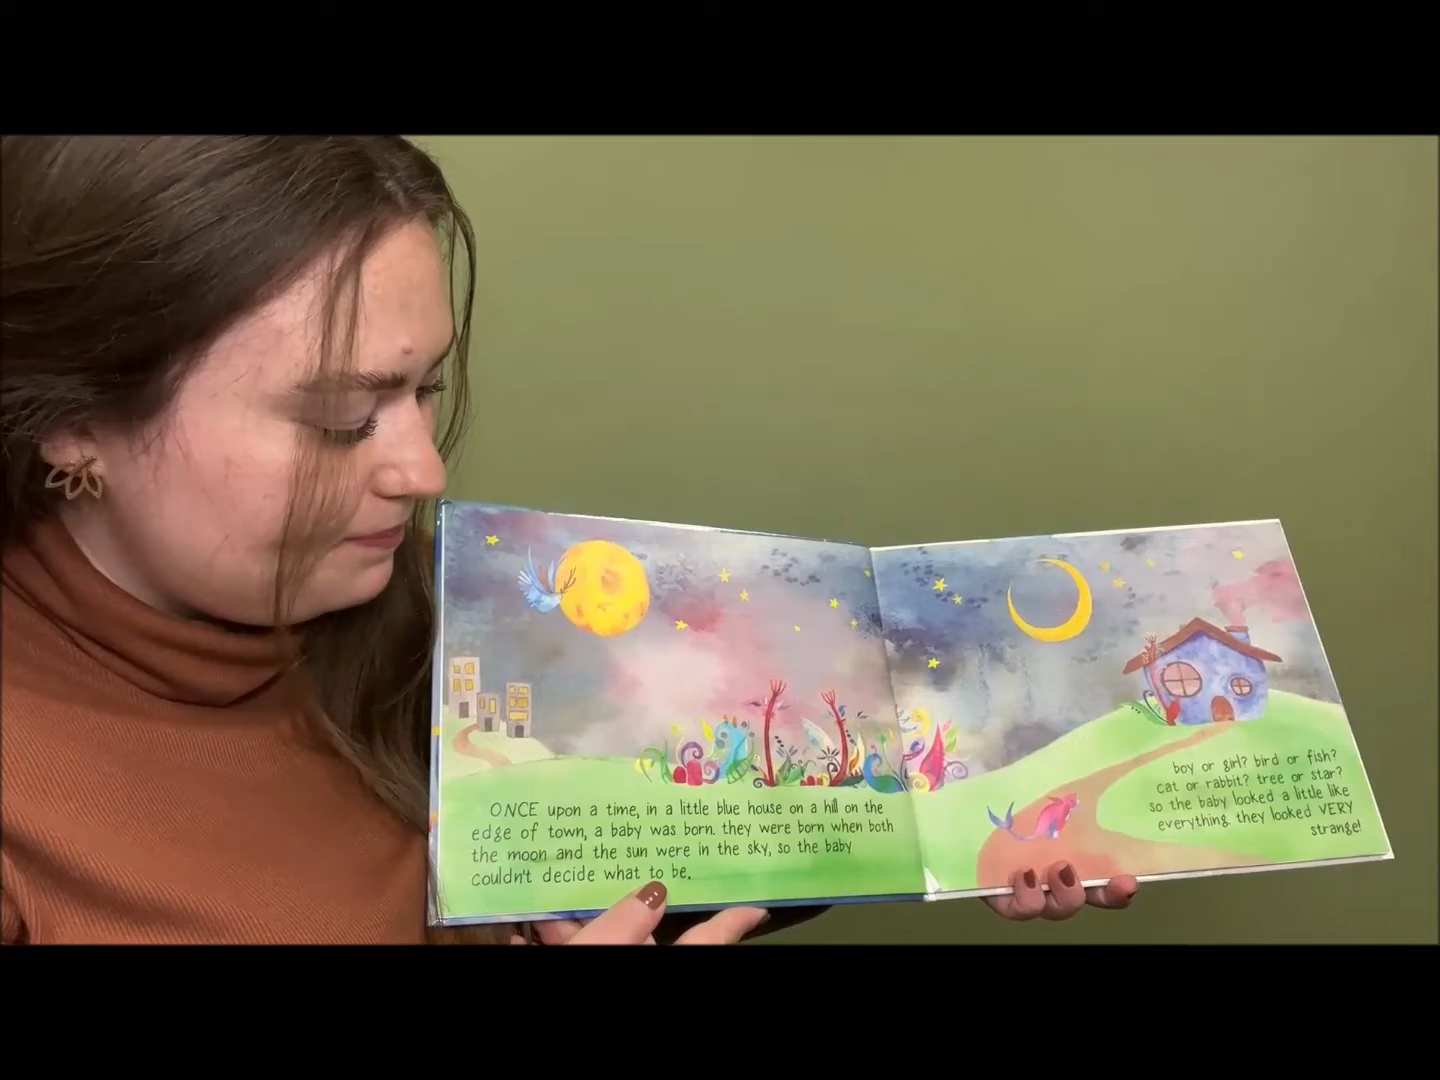 ONCE upon a time, in a little blue house on a hill on the
edge of town, a baby was born. they were born when both
the moon and the sun were in the sky, so the baby
couldn't decide what to be.
boy or girl? bird or fish?
cat or rabbit? tree or star?
so the baby looked a little like
everything. they looked VERY
strange!